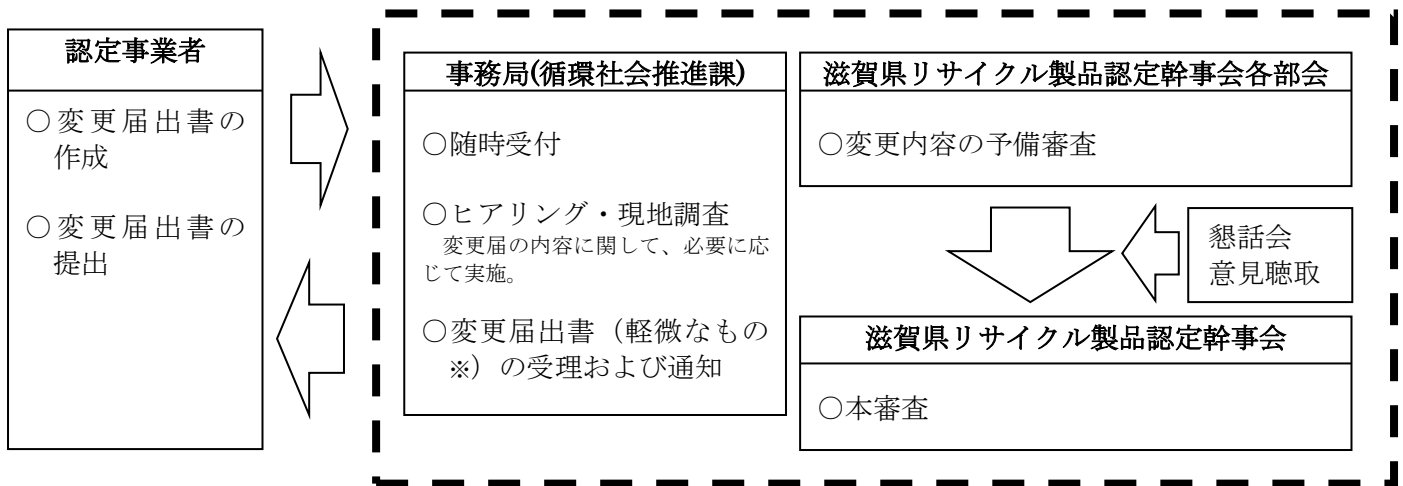 認定事業者
○変更届出書の
作成
○変更届出書の
提出
事務局(循環社会推進課)
○随時受付
○ヒアリング・現地調査
変更届の内容に関して、必要に応
じて実施。
○変更届出書（軽微なもの
※）の受理および通知
滋賀県リサイクル製品認定幹事会各部会
○変更内容の予備審査
懇話会
意見聴取
滋賀県リサイクル製品認定幹事会
○本審査